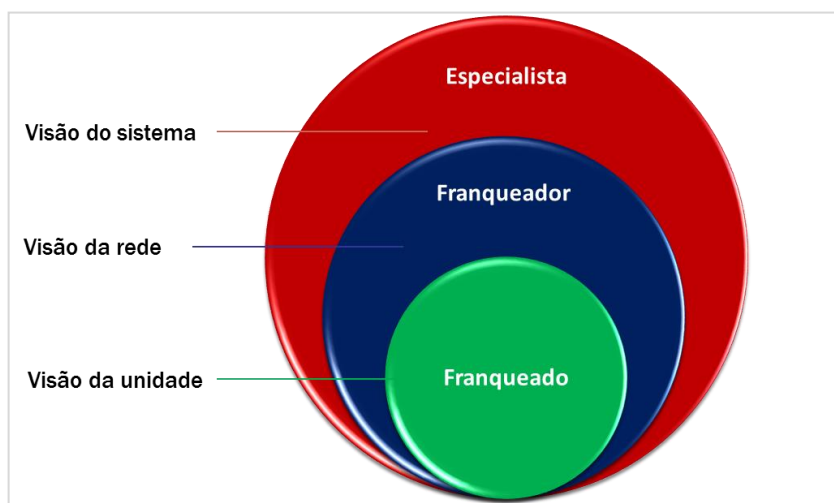 Especialista
Visão do sistema
Franqueador
Visão da rede
Visão da unidade
Franqueado